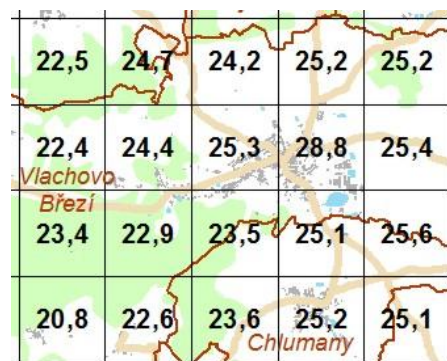 22,5 24,7 24,2 25,2 25,2
22,4 24,4 25,3 28,8 25,4
Vlachovo
Březí
23,4 22,9 23,5 25,1 25,6
20,8 22,6 23,6 25,2 25,1
Chlumany